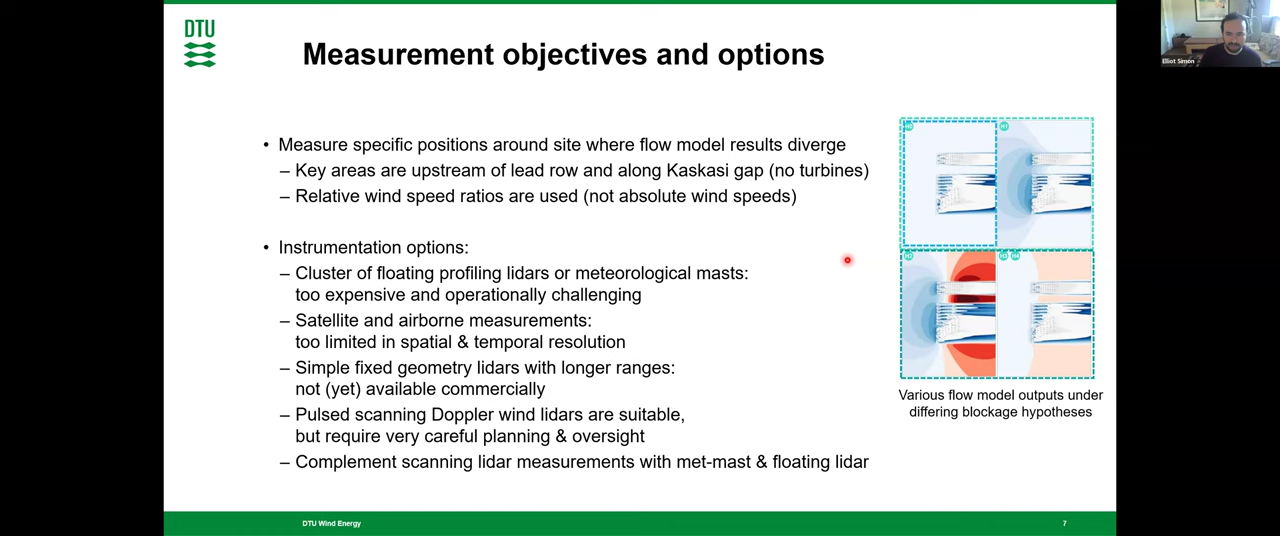 DTU
Measurement objectives and options
• Measure specific positions around site where flow model results diverge
– Key areas are upstream of lead row and along Kaskasi gap (no turbines)
– Relative wind speed ratios are used (not absolute wind speeds)
• Instrumentation options:
– Cluster of floating profiling lidars or meteorological masts:
too expensive and operationally challenging
– Satellite and airborne measurements:
too limited in spatial & temporal resolution
– Simple fixed geometry lidars with longer ranges:
not (yet) available commercially
– Pulsed scanning Doppler wind lidars are suitable,
but require very careful planning & oversight
– Complement scanning lidar measurements with met-mast & floating lidar
H1
H2
H3 H4
Various flow model outputs under
differing blockage hypotheses
Elliot Simon
DTU Wind Energy
7